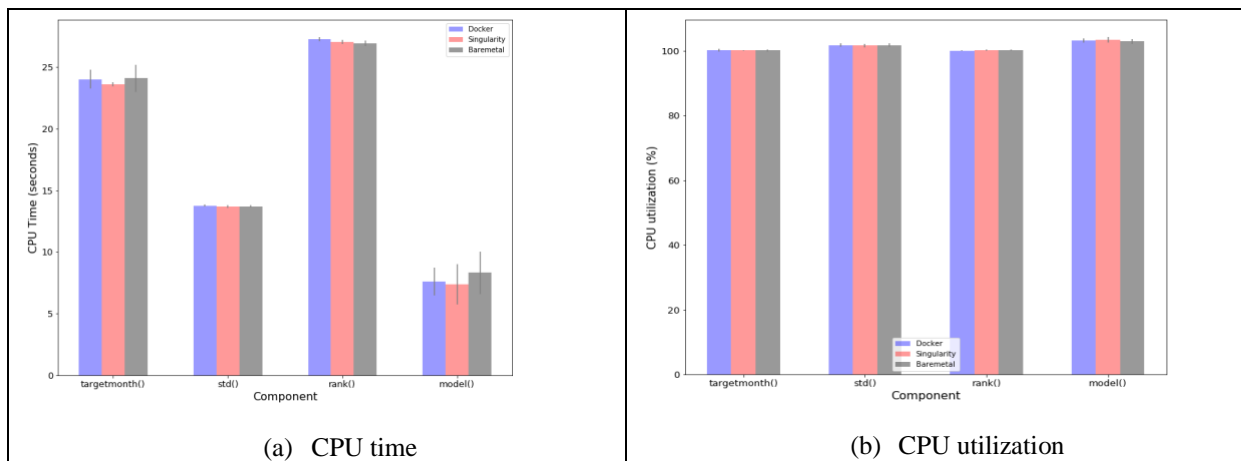 Docker
Singularity
Baremetal
CPU Time (seconds)
25
20
15
10
5
0
targetmonth() std() rank() model()
Component
(a) CPU time
CPU utilization (%)
100
80
60
40
20
0
Docker
Singularity
Baremetal
targetmonth() std() rank() model()
Component
(b) CPU utilization